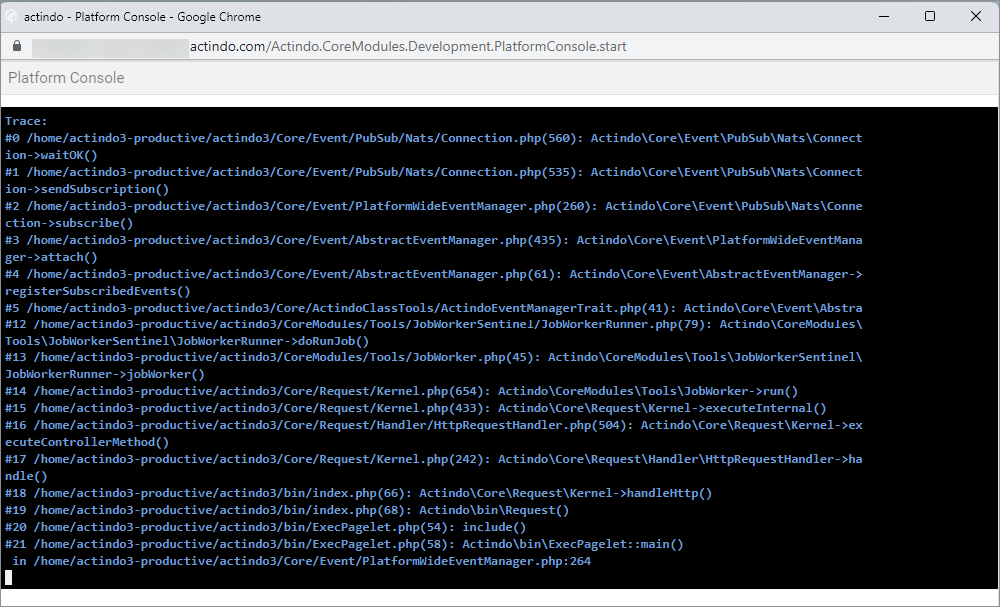 actindo - Platform Console - Google Chrome
actindo.com/Actindo.CoreModules.Development.PlatformConsole.start
Platform Console
Trace:
#0 /home/actindo3-productive/actindo3/Core/Event/PubSub/Nats/Connection.php(560): Actindo\Core\Event\PubSub\Nats\Connect
ion->waitOK()
#1 /home/actindo3-productive/actindo3/Core/Event/PubSub/Nats/Connection.php(535): Actindo\Core\Event\PubSub\Nats\Connect
ion->sendSubscription()
#2 /home/actindo3-productive/actindo3/Core/Event/PlatformWideEventManager.php(260): Actindo\Core\Event\PubSub\Nats\Conne
ction->subscribe()
#3 /home/actindo3-productive/actindo3/Core/Event/AbstractEventManager.php(435): Actindo\Core\Event\PlatformWideEventMana
ger->attach()
#4 /home/actindo3-productive/actindo3/Core/Event/AbstractEventManager.php(61): Actindo\Core\Event\AbstractEventManager->
registerSubscribedEvents()
#5 /home/actindo3-productive/actindo3/Core/ActindoClassTools/ActindoEventManagerTrait.php(41): Actindo\Core\Event\Abstra
#12 /home/actindo3-productive/actindo3/CoreModules/Tools/JobWorkerSentinel/JobWorkerRunner.php(79): Actindo\CoreModules\
Tools\JobWorkerSentinel\JobWorkerRunner->doRunJob()
#13 /home/actindo3-productive/actindo3/CoreModules/Tools/JobWorker.php(45): Actindo\CoreModules\Tools\JobWorkerSentinel\
JobWorkerRunner->jobWorker()
#14 /home/actindo3-productive/actindo3/Core/Request/Kernel.php(654): Actindo\CoreModules\Tools\JobWorker->run()
#15 /home/actindo3-productive/actindo3/Core/Request/Kernel.php(433): Actindo\Core\Request\Kernel->executeInternal()
#16 /home/actindo3-productive/actindo3/Core/Request/Handler/HttpRequestHandler.php(504): Actindo\Core\Request\Kernel->ex
ecuteControllerMethod()
#17 /home/actindo3-productive/actindo3/Core/Request/Kernel.php(242): Actindo\Core\Request\Handler\HttpRequestHandler->ha
ndle()
#18 /home/actindo3-productive/actindo3/bin/index.php(66): Actindo\Core\Request\Kernel->handleHttp()
#19 /home/actindo3-productive/actindo3/bin/index.php(68): Actindo\bin\Request()
#20 /home/actindo3-productive/actindo3/bin/ExecPagelet.php(54): include()
#21 /home/actindo3-productive/actindo3/bin/ExecPagelet.php(58): Actindo\bin\ExecPagelet::main()
in /home/actindo3-productive/actindo3/Core/Event/PlatformWideEventManager.php:264